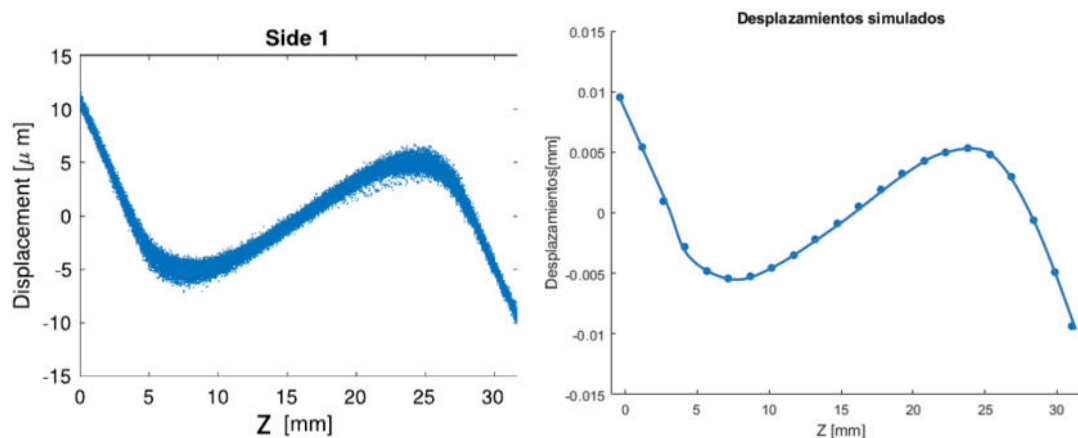 Side 1
15
10
5
0
-5
-10
-15
Displacement [μ m]
0 5 10 15 20 25 30
Z [mm]
Desplazamientos simulados
0.015
0.01
0.005
0
-0.005
-0.01
-0.015
Desplazamientos[mm]
0 5 10 15 20 25 30
Z [mm]